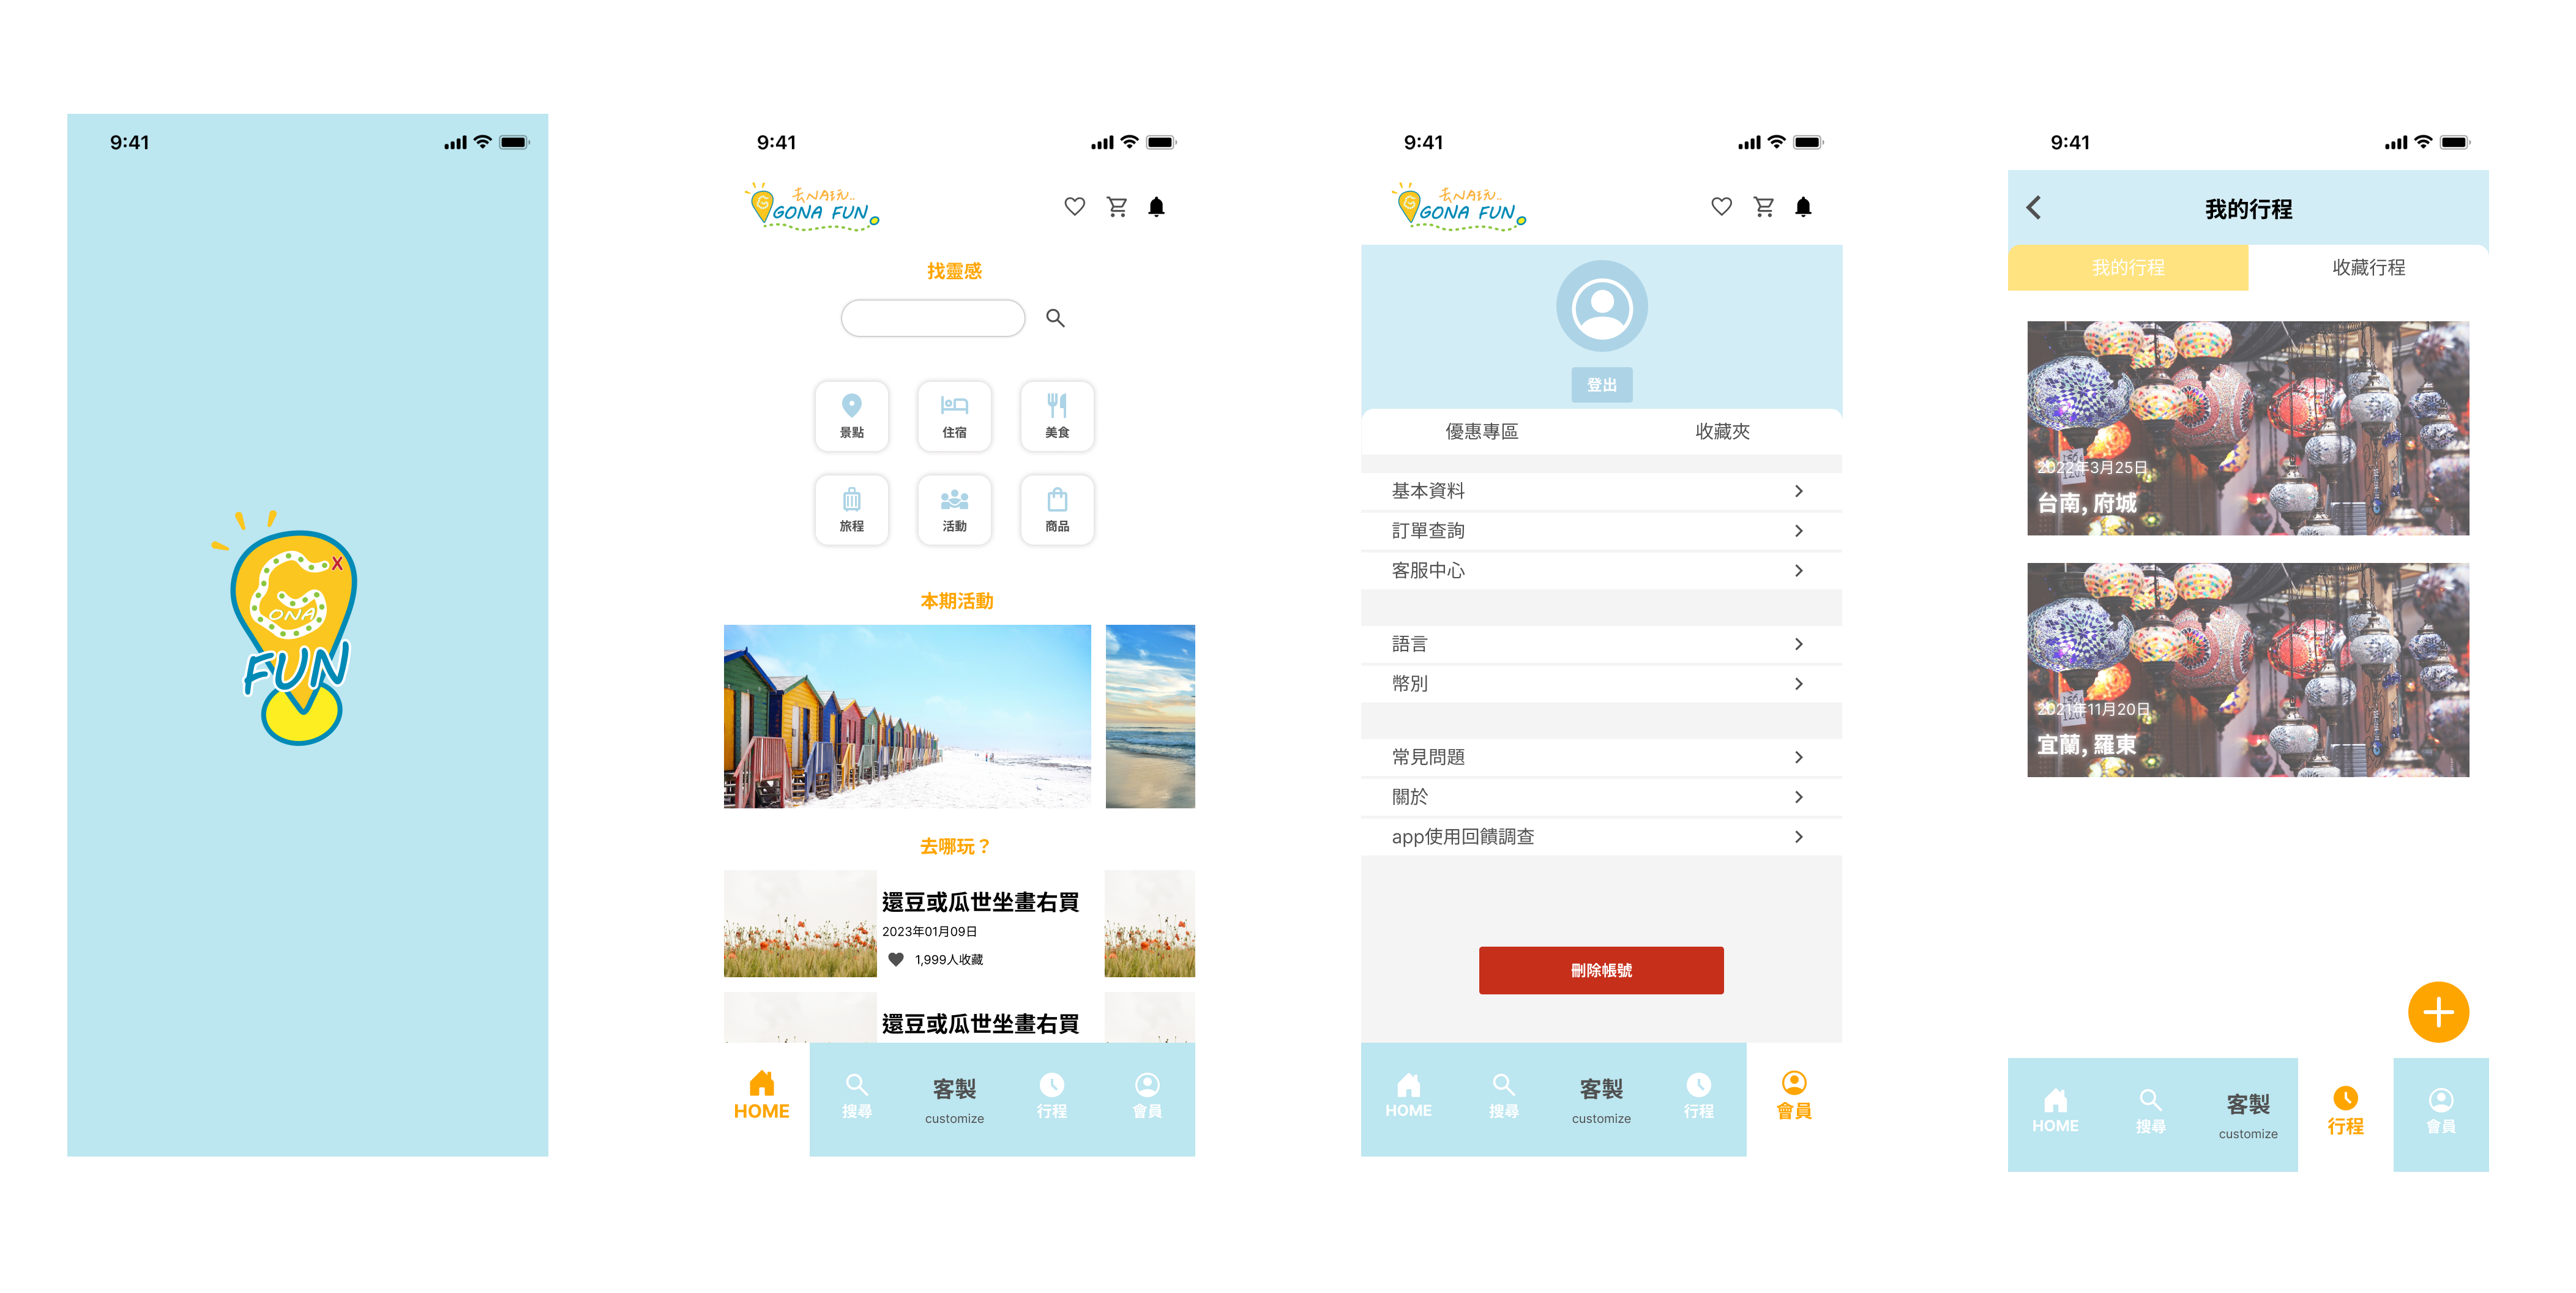 9:41
G
X
ONA
FUN
9:41
去NA玩..
G
GONA FUN
找靈感
景點
住宿
美食
旅程
活動
商品
本期活動
去哪玩？
還豆或瓜世坐畫右買
2023年01月09日
1,999人收藏
還豆或瓜世坐畫右買
HOME
搜尋
客製
customize
行程
會員
9:41
去NA玩..
G
GONA FUN
登出
優惠專區
收藏夾
基本資料
訂單查詢
客服中心
語言
幣別
常見問題
關於
app使用回饋調查
刪除帳號
HOME
搜尋
客製
customize
行程
會員
9:41
我的行程
我的行程
收藏行程
2022年3月25日
台南, 府城
2021年11月20日
宜蘭, 羅東
HOME
搜尋
客製
customize
行程
會員